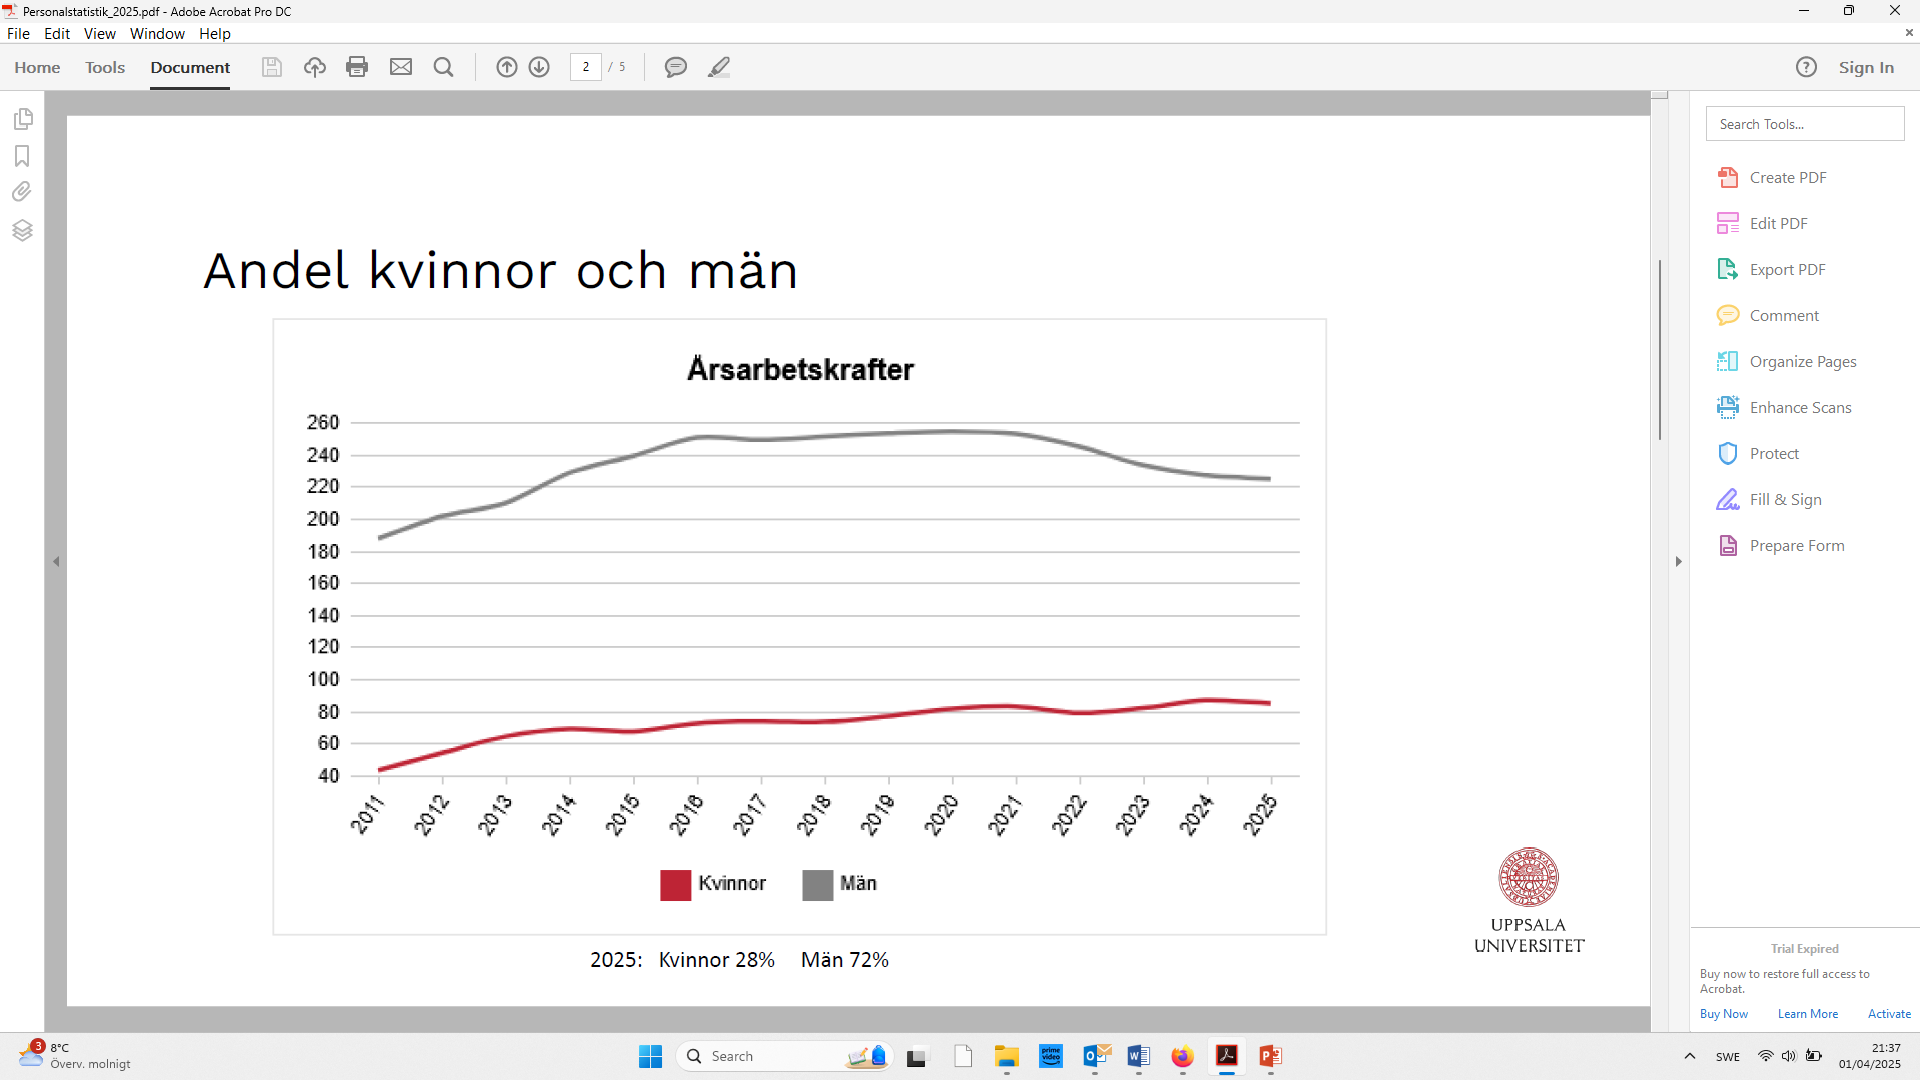 Personalstatistik_2025.pdf - Adobe Acrobat Pro DC
File Edit View Window Help
Home Tools Document 2 / 5 Sign In
Search Tools...
Create PDF
Edit PDF
Export PDF
Comment
Organize Pages
Enhance Scans
Protect
Fill & Sign
Prepare Form
Andel kvinnor och män
Årsarbetskrafter
260
240
220
200
180
160
140
120
100
80
60
40
2011 2012 2013 2014 2015 2016 2017 2018 2019 2020 2021 2022 2023 2024 2025
Kvinnor Män
2025: Kvinnor 28% Män 72%
UPPSALA
UNIVERSITET
Trial Expired
Buy now to restore full access to
Acrobat.
Buy Now Learn More Activate
3
8°C
Överv. molnigt
Search
prime
video
SWE
21:37
01/04/2025